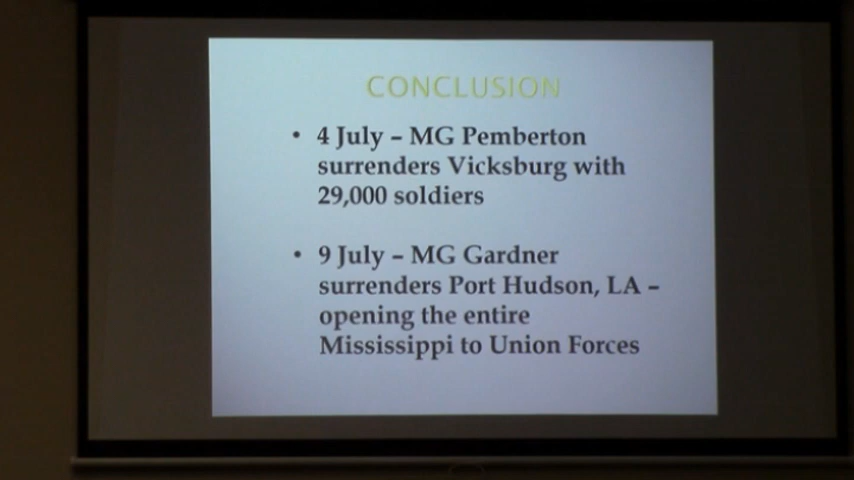 CONCLUSION
• 4 July – MG Pemberton
surrenders Vicksburg with
29,000 soldiers
• 9 July – MG Gardner
surrenders Port Hudson, LA –
opening the entire
Mississippi to Union Forces